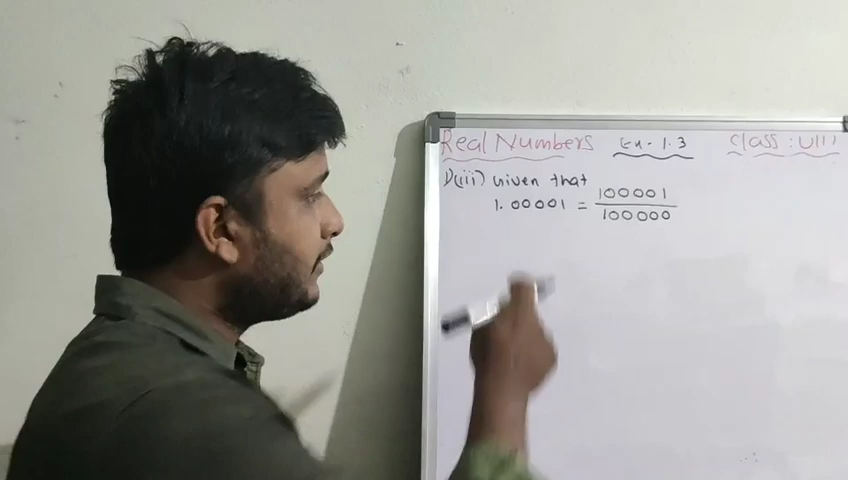 Real Numbers Ex- 1.3 Class: VIII
1)(iii) Given that
1.00001 = 100001
100000